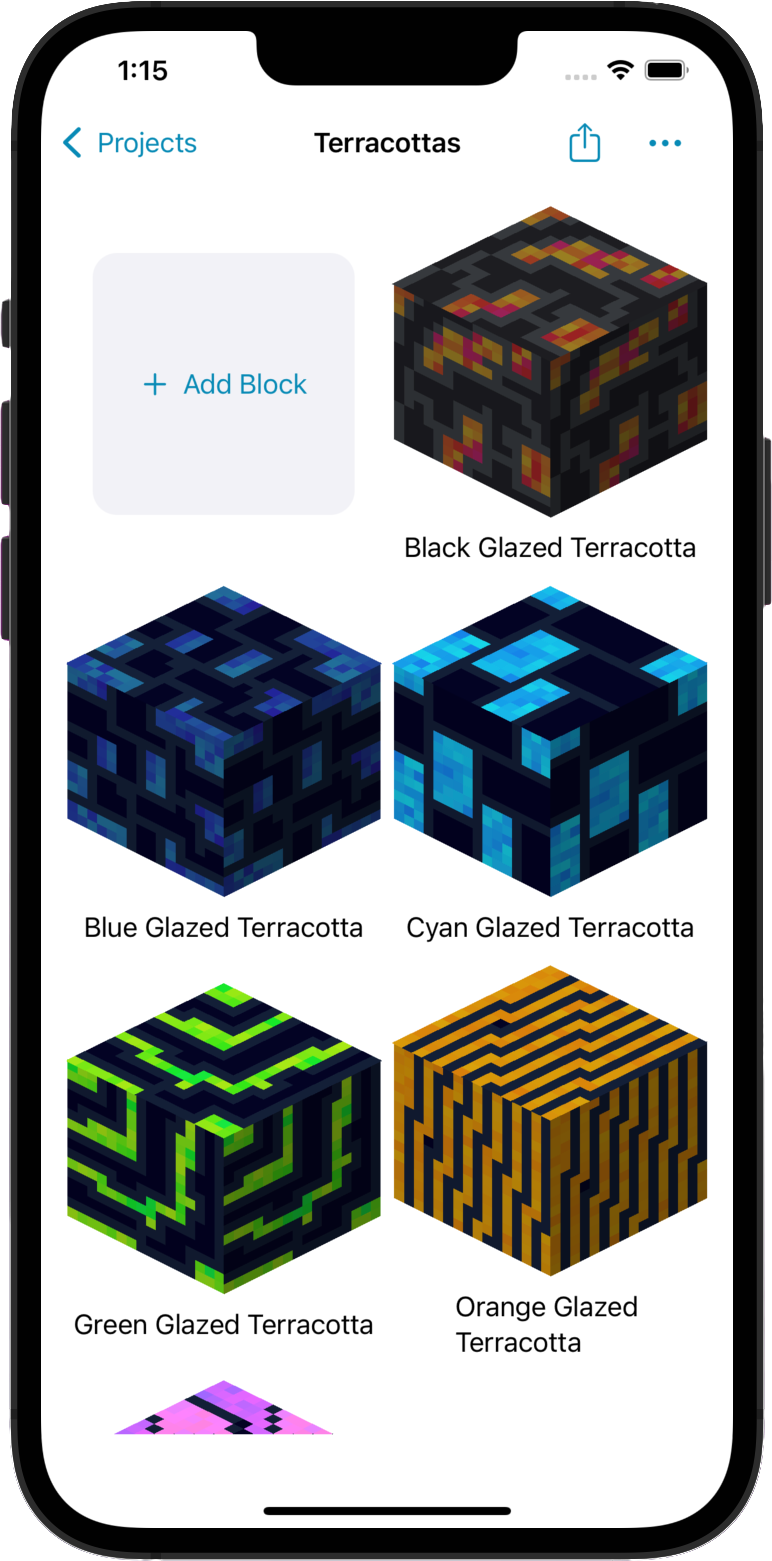 1:15
Projects
Terracottas
+ Add Block
Black Glazed Terracotta
Blue Glazed Terracotta
Cyan Glazed Terracotta
Green Glazed Terracotta
Orange Glazed
Terracotta